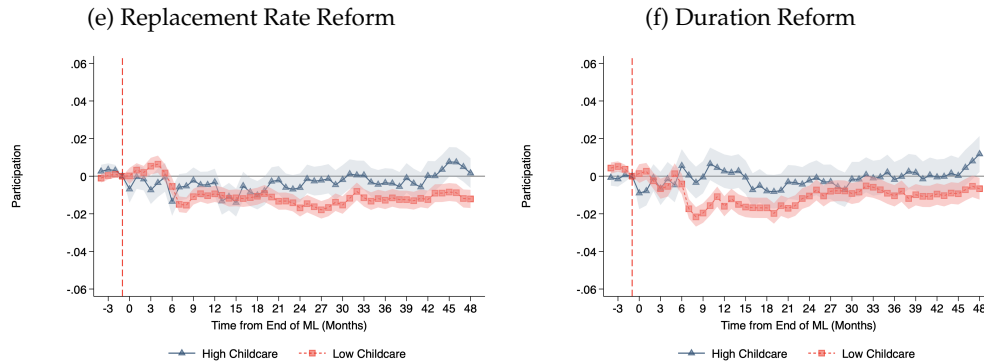 (e) Replacement Rate Reform
.06
.04
.02
0
-.02
-.04
-.06
Participation
-3 0 3 6 9 12 15 18 21 24 27 30 33 36 39 42 45 48
Time from End of ML (Months)
High Childcare Low Childcare
(f) Duration Reform
.06
.04
.02
0
-.02
-.04
-.06
Participation
-3 0 3 6 9 12 15 18 21 24 27 30 33 36 39 42 45 48
Time from End of ML (Months)
High Childcare Low Childcare